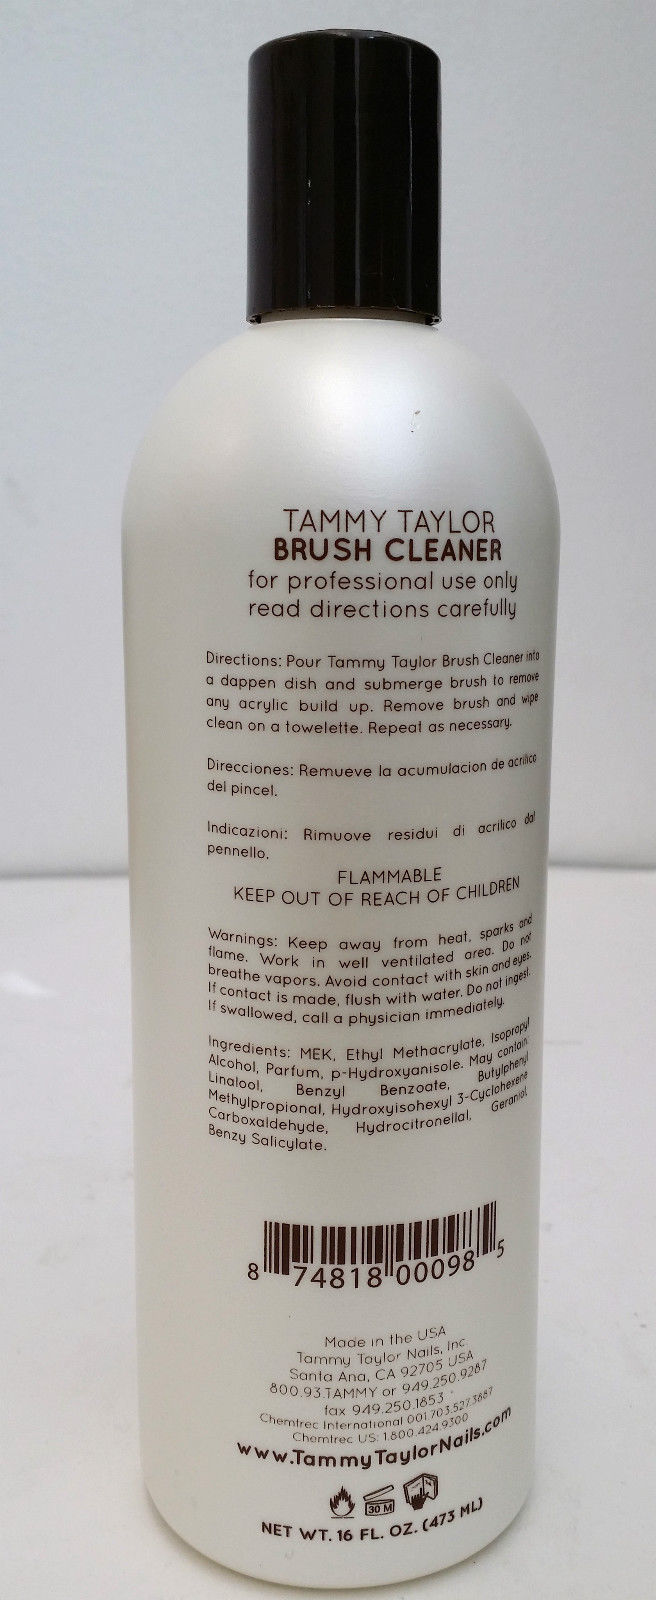 TAMMY TAYLOR
BRUSH CLEANER
for professional use only
read directions carefully
Directions: Pour Tammy Taylor Brush Cleaner into
a dappen dish and submerge brush to remove
any acrylic build up. Remove brush and wipe
clean on a towelette. Repeat as necessary.
Direcciones: Remueve la acumulacion de acrilico
del pincel.
Indicazioni: Rimuove residui di acrilico dal
pennello.
FLAMMABLE
KEEP OUT OF REACH OF CHILDREN
Warnings: Keep away from heat, sparks and
flame. Work in well ventilated area. Do not
breathe vapors. Avoid contact with skin and eyes.
If contact is made, flush with water. Do not ingest.
If swallowed, call a physician immediately.
Ingredients: MEK, Ethyl Methacrylate, Isopropyl
Alcohol, Parfum, p-Hydroxyanisole. May contain:
Linalool, Benzyl Benzoate, Butylphenyl
Methylpropional, Hydroxyisohexyl 3-Cyclohexene
Carboxaldehyde, Hydrocitronellal, Geraniol,
Benzy Salicylate.
8 74818 00098 5
Made in the USA
Tammy Taylor Nails, Inc.
Santa Ana, CA 92705 USA
800.93.TAMMY or 949.250.9287
fax 949.250.1853
Chemtrec International 001.703.527.3887
Chemtrec US: 1.800.424.9300
www.TammyTaylorNails.com
30 M
NET WT. 16 FL. OZ. (473 ML)